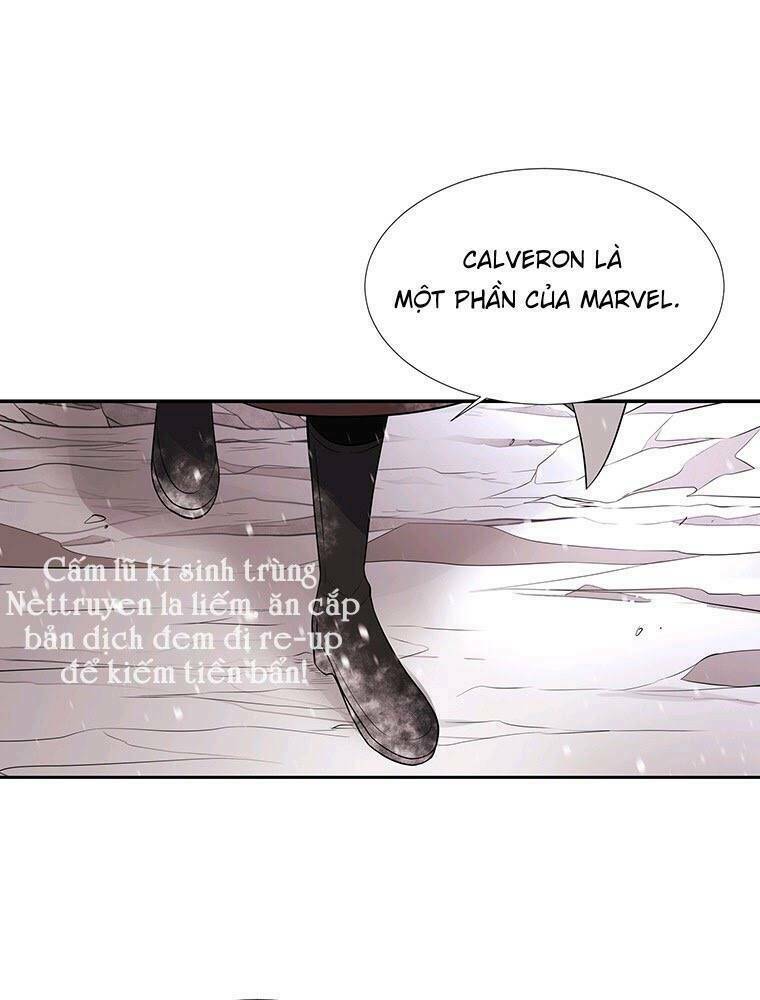 CALVERON LÀ
MỘT PHẦN CỦA MARVEL.
Cấm lũ kí sinh trùng
Nettruyen la liếm, ăn cắp
bản dịch đem đi re-up
để kiếm tiền bẩn!